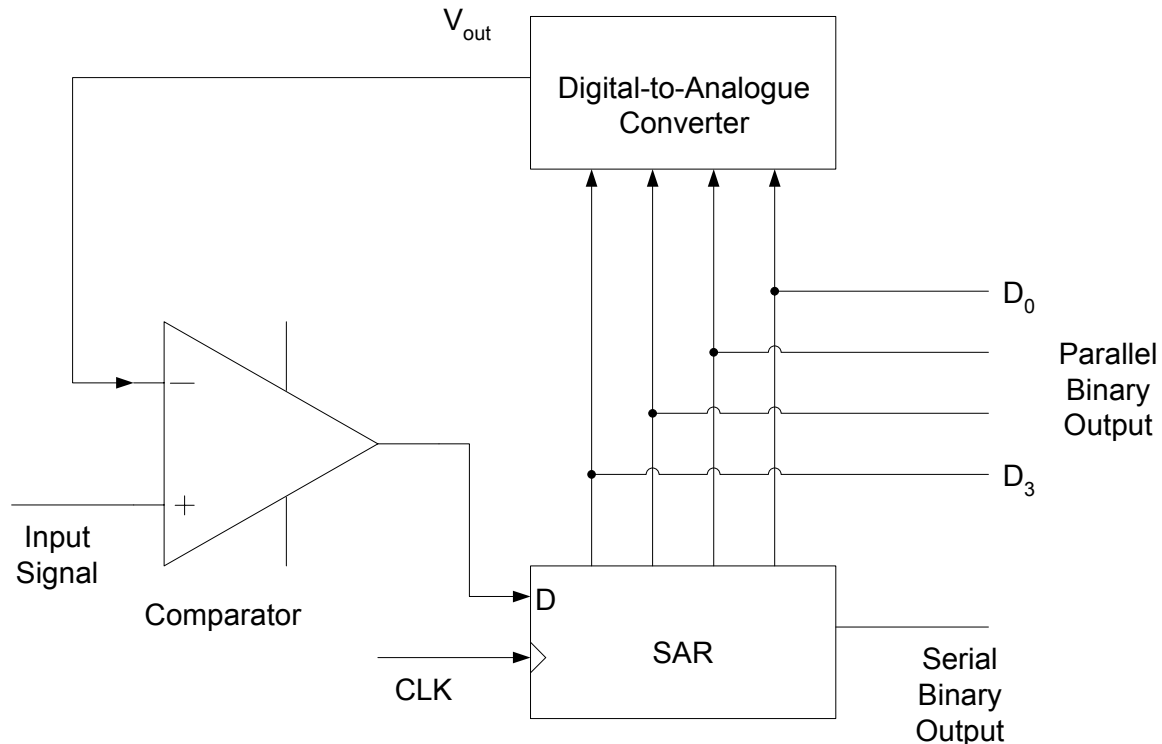 V_out
Digital-to-Analogue
Converter
D_0
Parallel
Binary
Output
D_3
−
+
Input
Signal
Comparator
D
SAR
CLK
Serial
Binary
Output